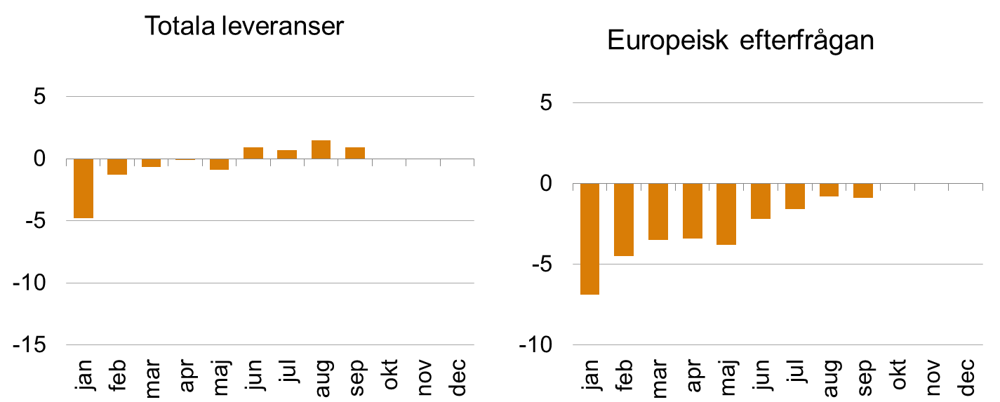 Totala leveranser
5
0
-5
-10
-15
jan feb mar apr maj jun jul aug sep okt nov dec
Europeisk efterfrågan
5
0
-5
-10
jan feb mar apr maj jun jul aug sep okt nov dec